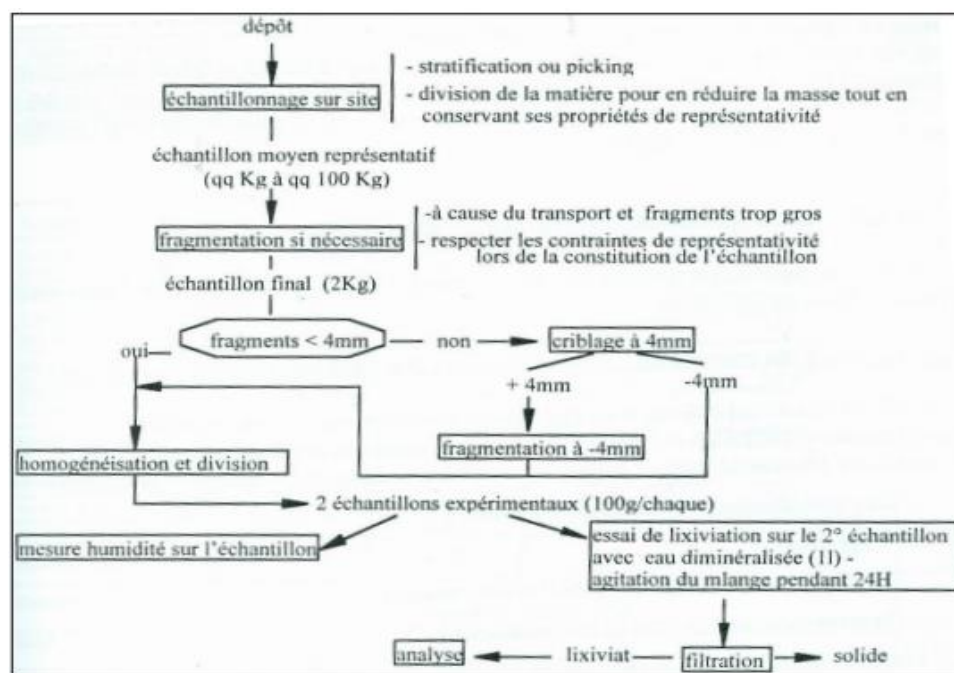 dépôt
échantillonnage sur site
- stratification ou picking
- division de la matière pour en réduire la masse tout en
conservant ses propriétés de représentativité
échantillon moyen représentatif
(qq Kg à qq 100 Kg)
fragmentation si nécessaire
-à cause du transport et fragments trop gros
- respecter les contraintes de représentativité
lors de la constitution de l'échantillon
échantillon final (2Kg)
fragments < 4mm
non
criblage à 4mm
oui
+ 4mm
-4mm
fragmentation à -4mm
homogénéisation et division
2 échantillons expérimentaux (100g/chaque)
mesure humidité sur l'échantillon
essai de lixiviation sur le 2° échantillon
avec eau diminéralisée (1l) -
agitation du mlange pendant 24H
analyse
lixiviat
filtration
solide